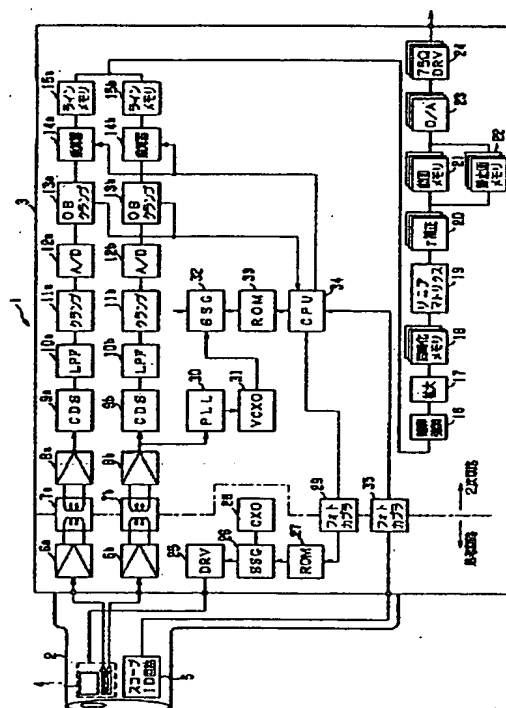 1
3
2
4
スコープ
ID回路
5
6a
7a
8a
9a
CDS
10a
LPF
11a
クランプ
12a
A/D
13a
OB
クランプ
14a
15a
ライン
メモリ
6b
7b
8b
9b
CDS
10b
LPF
11b
クランプ
12b
A/D
13b
OB
クランプ
14b
15b
ライン
メモリ
25
DRV
26
SSG
28
CXO
27
ROM
30
PLL
31
VCXO
32
SSG
33
ROM
34
CPU
29
フォト
カプラ
35
フォト
カプラ
16
17
拡大
18
同時化
メモリ
19
リニア
マトリクス
20
γ補正
21
メモリ
22
静止画
メモリ
23
D/A
24
75Ω
DRV
2次回路